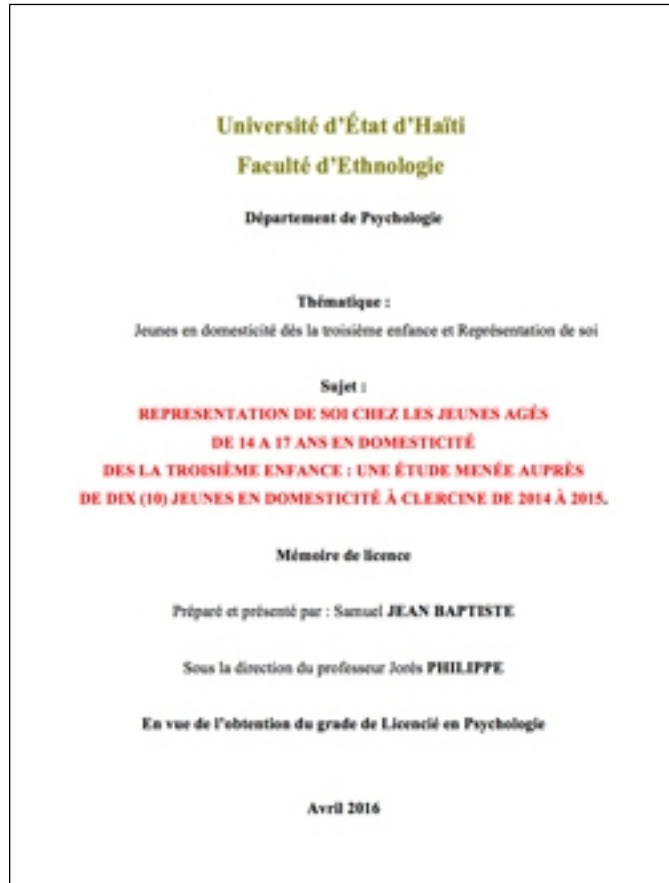 Université d'État d'Haïti
Faculté d'Ethnologie
Département de Psychologie
Thématique :
Jeunes en domesticité dès la troisième enfance et Représentation de soi
Sujet :
REPRESENTATION DE SOI CHEZ LES JEUNES AGÉS
DE 14 A 17 ANS EN DOMESTICITÉ
DES LA TROISIÈME ENFANCE : UNE ÉTUDE MENÉE AUPRÈS
DE DIX (10) JEUNES EN DOMESTICITÉ À CLERCINE DE 2014 À 2015.
Mémoire de licence
Préparé et présenté par : Samuel JEAN BAPTISTE
Sous la direction du professeur Jorès PHILIPPE
En vue de l'obtention du grade de Licencié en Psychologie
Avril 2016